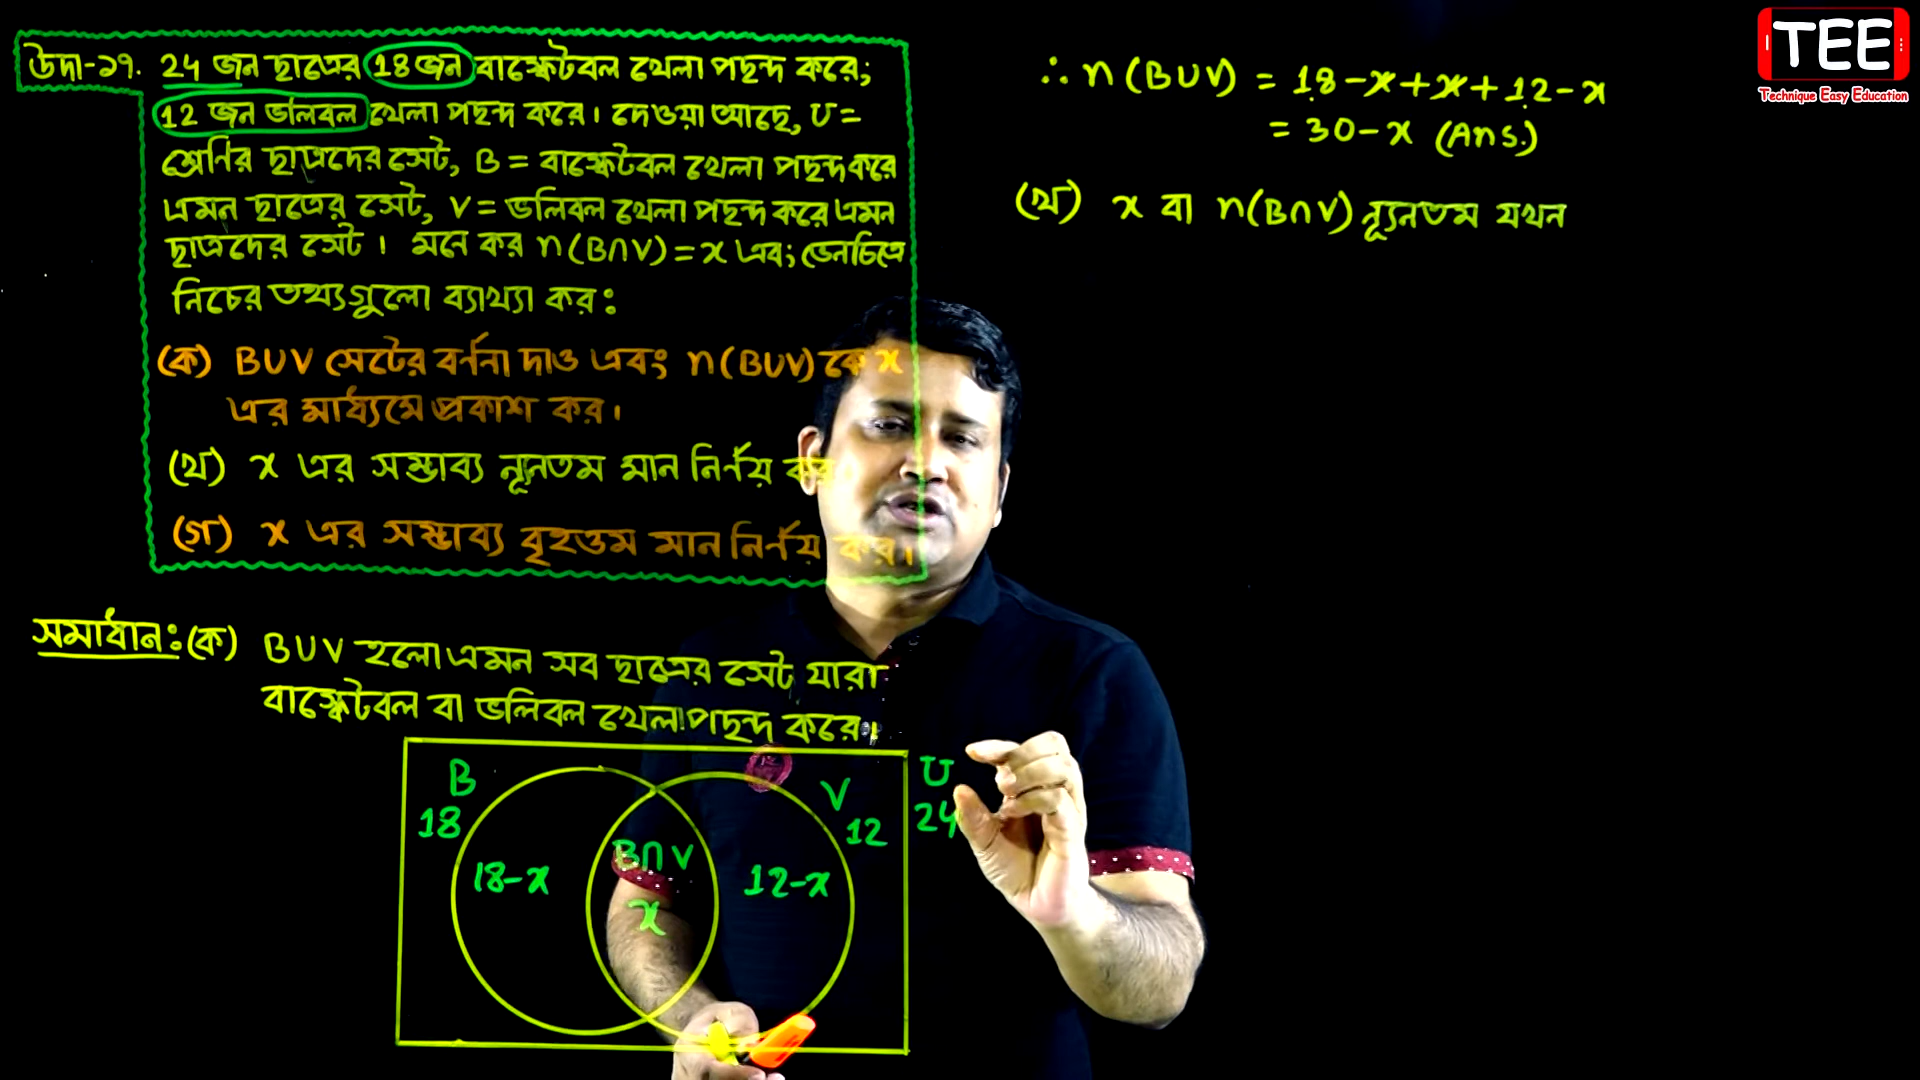 উদা-১৭. 24 জন ছাত্রের 18 জন বাস্কেটবল খেলা পছন্দ করে;
12 জন ভলিবল খেলা পছন্দ করে। দেওয়া আছে, U =
শ্রেণির ছাত্রদের সেট, B = বাস্কেটবল খেলা পছন্দ করে
এমন ছাত্রের সেট, V = ভলিবল খেলা পছন্দ করে এমন
ছাত্রদের সেট। মনে কর n(B∩V) = x এবং ভেনচিত্রে
নিচের তথ্যগুলো ব্যাখ্যা কর:
(ক) B∪V সেটের বর্ণনা দাও এবং n(B∪V) কে x
এর মাধ্যমে প্রকাশ কর।
(খ) x এর সম্ভাব্য ন্যূনতম মান নির্ণয় কর।
(গ) x এর সম্ভাব্য বৃহত্তম মান নির্ণয় কর।
সমাধান: (ক) B∪V হলো এমন সব ছাত্রের সেট যারা
বাস্কেটবল বা ভলিবল খেলা পছন্দ করে।
B
18
18-x
B∩V
x
V
12
12-x
U
24
∴ n(B∪V) = 18-x+x+12-x
= 30-x (Ans.)
(খ) x বা n(B∩V) ন্যূনতম যখন
TEE
Technique Easy Education